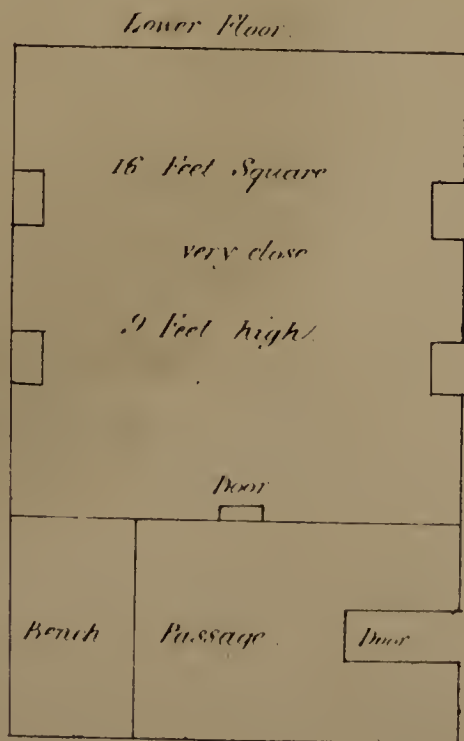 Lower Floor.
16 Feet Square
very close
9 Feet high.
Door
Bench Passage. Door